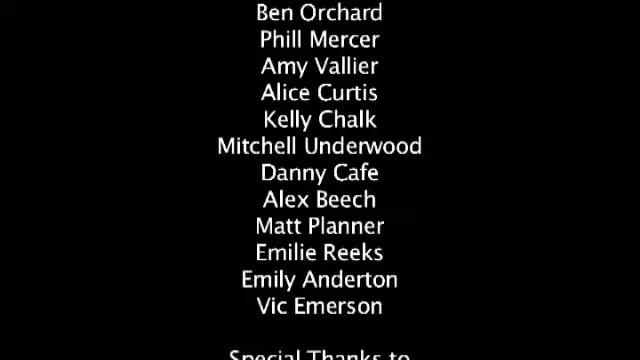 Ben Orchard
Phill Mercer
Amy Vallier
Alice Curtis
Kelly Chalk
Mitchell Underwood
Danny Cafe
Alex Beech
Matt Planner
Emilie Reeks
Emily Anderton
Vic Emerson
Special Thanks to